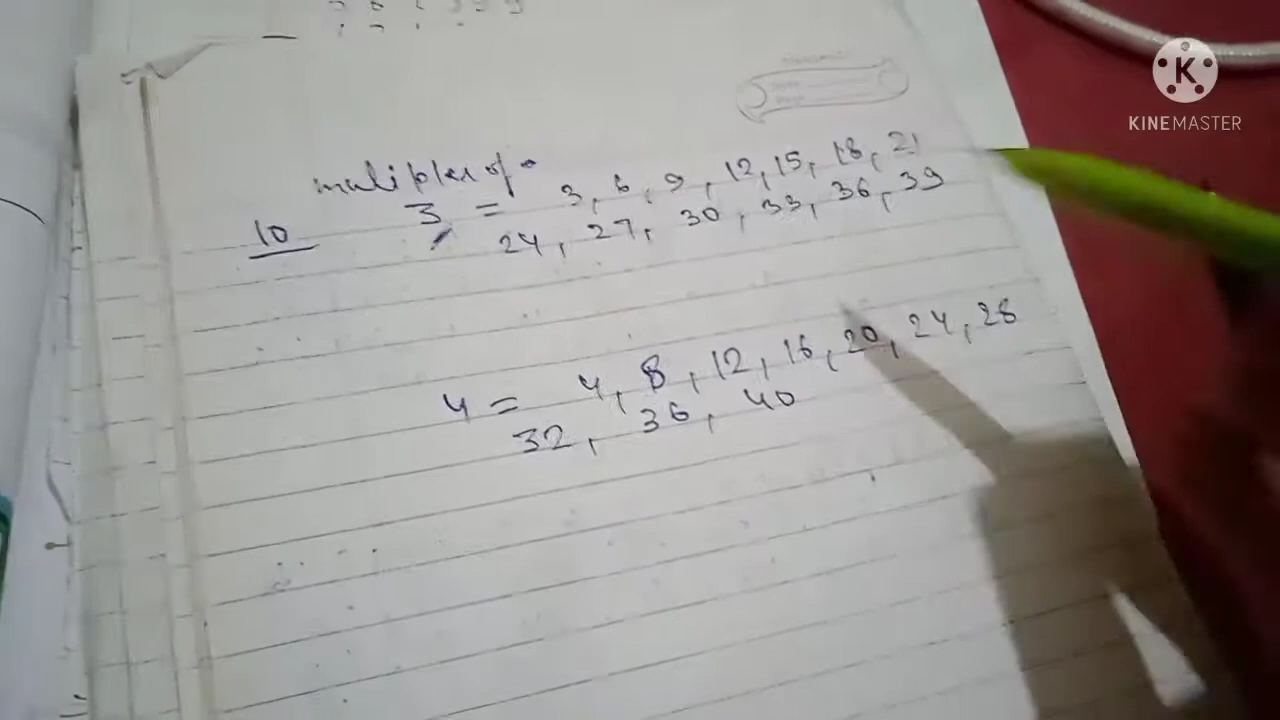 KINEMASTER
multiples of
10 3 = 3, 6, 9, 12, 15, 18, 21
24, 27, 30, 33, 36, 39
4 = 4, 8, 12, 16, 20, 24, 28
32, 36, 40